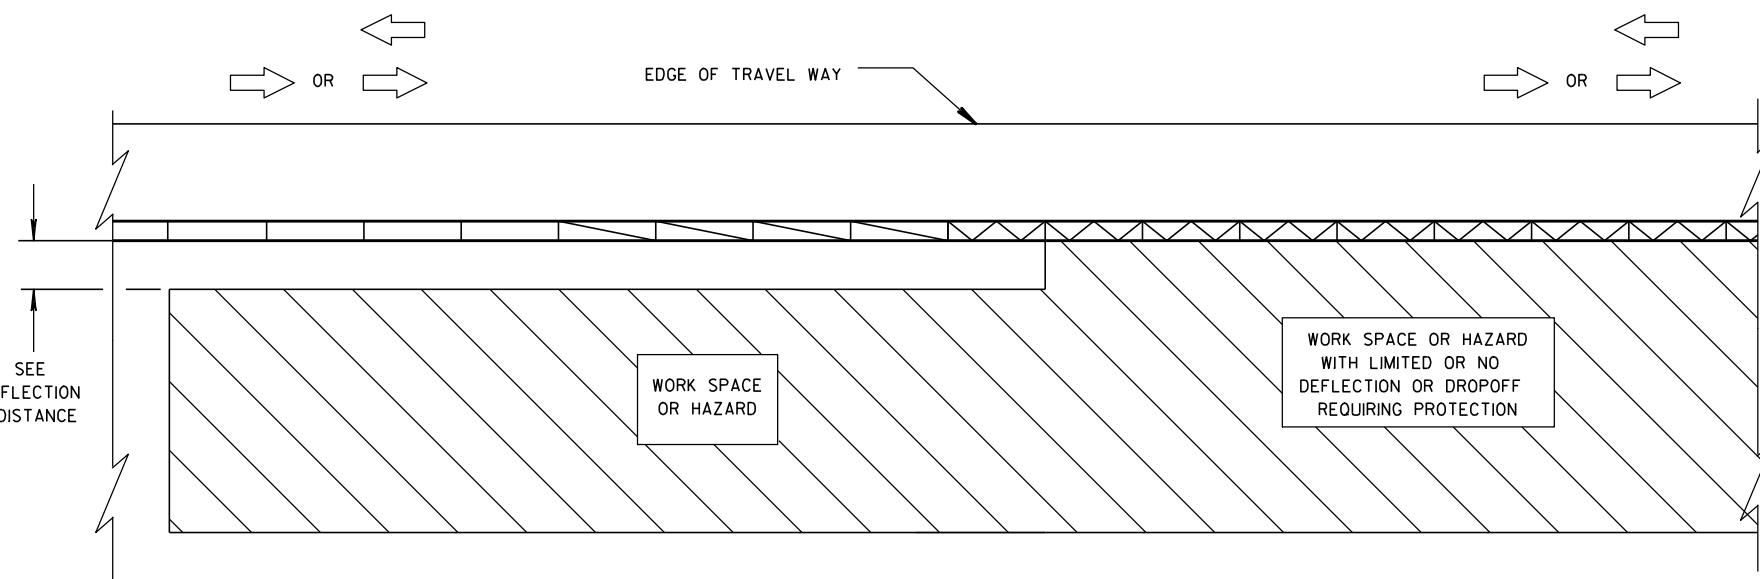 OR
EDGE OF TRAVEL WAY
OR
SEE
FLECTION
DISTANCE
WORK SPACE
OR HAZARD
WORK SPACE OR HAZARD
WITH LIMITED OR NO
DEFLECTION OR DROPOFF
REQUIRING PROTECTION